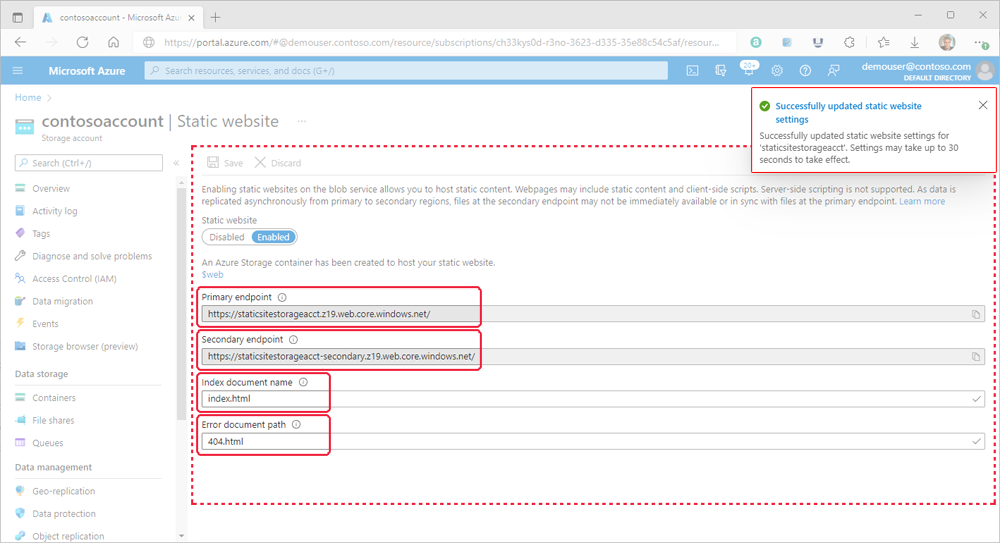 contosoaccount - Microsoft Azu
https://portal.azure.com/#@demouser.contoso.com/resource/subscriptions/ch33kys0d-r3no-3623-d335-35e88c54c5af/resour...
Microsoft Azure
Search resources, services, and docs (G+/)
20+
demouser@contoso.com
DEFAULT DIRECTORY
Home >
contosoaccount | Static website ...
Storage account
Successfully updated static website
settings
Successfully updated static website settings for
'staticsitestorageacct'. Settings may take up to 30
seconds to take effect.
Search (Ctrl+/)
«
Overview
Activity log
Tags
Diagnose and solve problems
Access Control (IAM)
Data migration
Events
Storage browser (preview)
Data storage
Containers
File shares
Queues
Data management
Geo-replication
Data protection
Object replication
Save
Discard
Enabling static websites on the blob service allows you to host static content. Webpages may include static content and client-side scripts. Server-side scripting is not supported. As data is
replicated asynchronously from primary to secondary regions, files at the secondary endpoint may not be immediately available or in sync with files at the primary endpoint. Learn more
Static website
Disabled Enabled
An Azure Storage container has been created to host your static website.
$web
Primary endpoint
https://staticsitestorageacct.z19.web.core.windows.net/
Secondary endpoint
https://staticsitestorageacct-secondary.z19.web.core.windows.net/
Index document name
index.html
Error document path
404.html